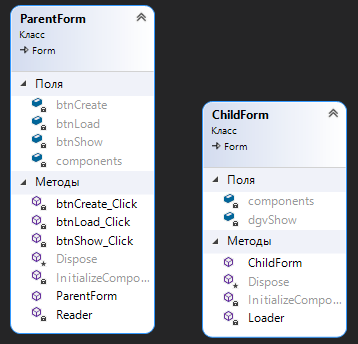 ParentForm
Класс
Form
Поля
btnCreate
btnLoad
btnShow
components
Методы
btnCreate_Click
btnLoad_Click
btnShow_Click
Dispose
InitializeCompo...
ParentForm
Reader
ChildForm
Класс
Form
Поля
components
dgvShow
Методы
ChildForm
Dispose
InitializeCompo...
Loader